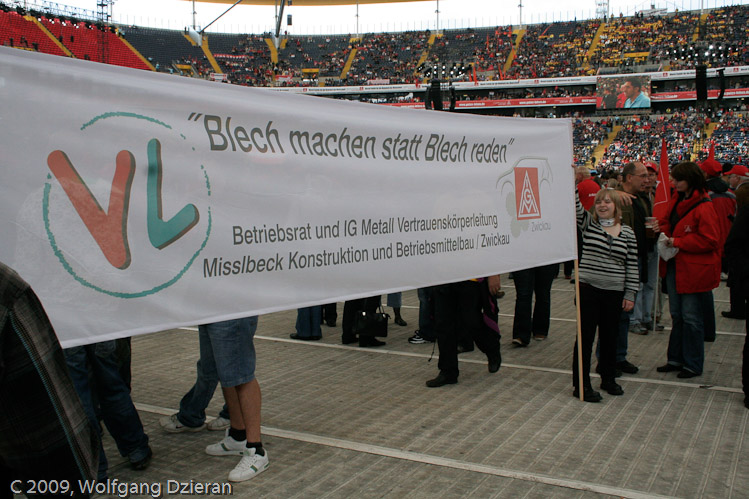 "Blech machen statt Blech reden"
VL
Betriebsrat und IG Metall Vertrauenskörperleitung
Misslbeck Konstruktion und Betriebsmittelbau / Zwickau
IG
Zwickau
C 2009, Wolfgang Dzieran